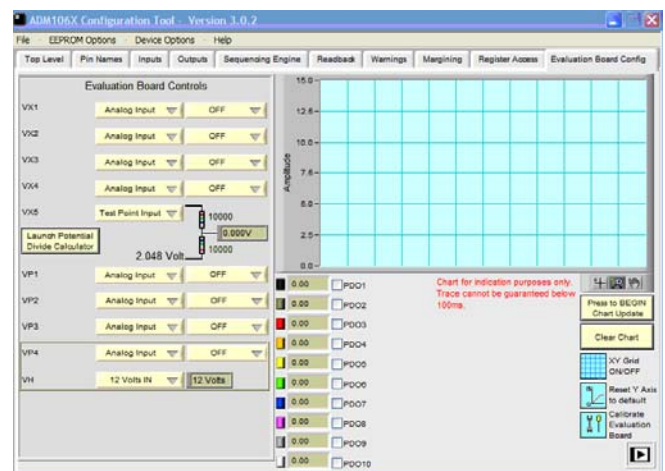 ADM106X Configuration Tool - Version 3.0.2
File EEPROM Options Device Options Help
Top Level Pin Names Inputs Outputs Sequencing Engine Readback Warnings Margining Register Access Evaluation Board Config
Evaluation Board Controls
VX1 Analog Input OFF
VX2 Analog Input OFF
VX3 Analog Input OFF
VX4 Analog Input OFF
VX5 Test Point Input 10000
0.000V
Launch Potential
Divide Calculator
10000
2.048 Volt
VP1 Analog Input OFF
VP2 Analog Input OFF
VP3 Analog Input OFF
VP4 Analog Input OFF
VH 12 Volts IN 12 Volts
Amplitude
15.0
12.5
10.0
7.5
5.0
2.5
0.0
0.00 PDO1
0.00 PDO2
0.00 PDO3
0.00 PDO4
0.00 PDO5
0.00 PDO6
0.00 PDO7
0.00 PDO8
0.00 PDO9
0.00 PDO10
Chart for indication purposes only.
Trace cannot be guaranteed below
100ms.
Press to BEGIN
Chart Update
Clear Chart
XY Grid
ON/OFF
Reset Y Axis
to default
Calibrate
Evaluation
Board